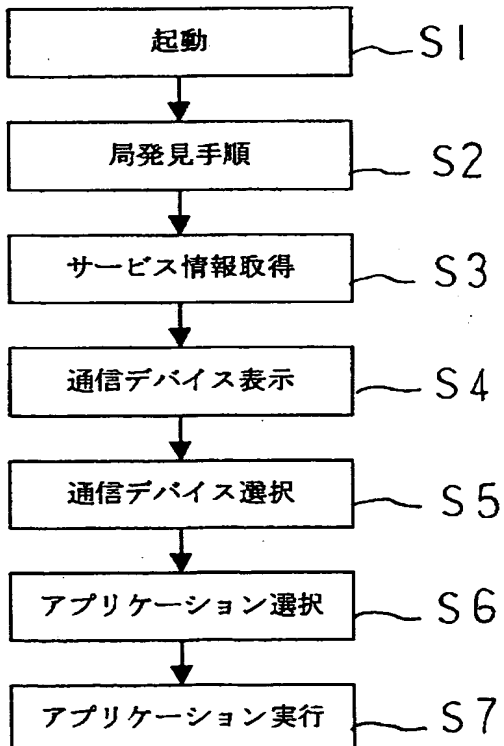 起動 S1
局発見手順 S2
サービス情報取得 S3
通信デバイス表示 S4
通信デバイス選択 S5
アプリケーション選択 S6
アプリケーション実行 S7